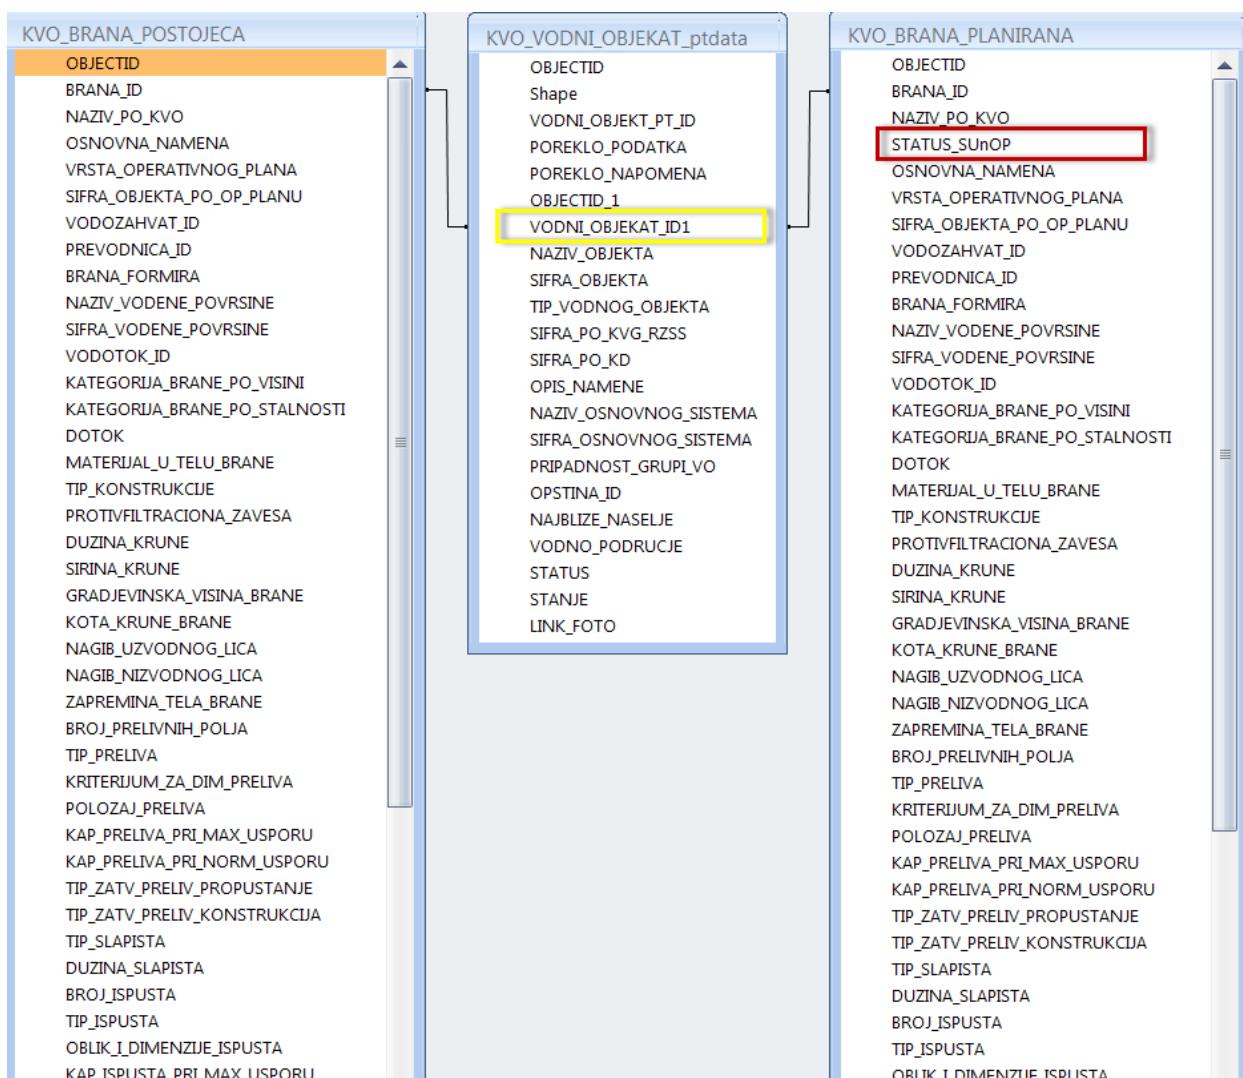 KVO_BRANA_POSTOJECA
OBJECTID
BRANA_ID
NAZIV_PO_KVO
OSNOVNA_NAMENA
VRSTA_OPERATIVNOG_PLANA
SIFRA_OBJEKTA_PO_OP_PLANU
VODOZAHVAT_ID
PREVODNICA_ID
BRANA_FORMIRA
NAZIV_VODENE_POVRSINE
SIFRA_VODENE_POVRSINE
VODOTOK_ID
KATEGORIJA_BRANE_PO_VISINI
KATEGORIJA_BRANE_PO_STALNOSTI
DOTOK
MATERIJAL_U_TELU_BRANE
TIP_KONSTRUKCIJE
PROTIVFILTRACIONA_ZAVESA
DUZINA_KRUNE
SIRINA_KRUNE
GRADJEVINSKA_VISINA_BRANE
KOTA_KRUNE_BRANE
NAGIB_UZVODNOG_LICA
NAGIB_NIZVODNOG_LICA
ZAPREMINA_TELA_BRANE
BROJ_PRELIVNIH_POLJA
TIP_PRELIVA
KRITERIJUM_ZA_DIM_PRELIVA
POLOZAJ_PRELIVA
KAP_PRELIVA_PRI_MAX_USPORU
KAP_PRELIVA_PRI_NORM_USPORU
TIP_ZATV_PRELIV_PROPUSTANJE
TIP_ZATV_PRELIV_KONSTRUKCIJA
TIP_SLAPISTA
DUZINA_SLAPISTA
BROJ_ISPUSTA
TIP_ISPUSTA
OBLIK_I_DIMENZIJE_ISPUSTA
KAP_ISPUSTA_PRI_MAX_USPORU
KVO_VODNI_OBJEKAT_ptdata
OBJECTID
Shape
VODNI_OBJEKT_PT_ID
POREKLO_PODATKA
POREKLO_NAPOMENA
OBJECTID_1
VODNI_OBJEKAT_ID1
NAZIV_OBJEKTA
SIFRA_OBJEKTA
TIP_VODNOG_OBJEKTA
SIFRA_PO_KVG_RZSS
SIFRA_PO_KD
OPIS_NAMENE
NAZIV_OSNOVNOG_SISTEMA
SIFRA_OSNOVNOG_SISTEMA
PRIPADNOST_GRUPI_VO
OPSTINA_ID
NAJBLIZE_NASELJE
VODNO_PODRUCJE
STATUS
STANJE
LINK_FOTO
KVO_BRANA_PLANIRANA
OBJECTID
BRANA_ID
NAZIV_PO_KVO
STATUS_SUnOP
OSNOVNA_NAMENA
VRSTA_OPERATIVNOG_PLANA
SIFRA_OBJEKTA_PO_OP_PLANU
VODOZAHVAT_ID
PREVODNICA_ID
BRANA_FORMIRA
NAZIV_VODENE_POVRSINE
SIFRA_VODENE_POVRSINE
VODOTOK_ID
KATEGORIJA_BRANE_PO_VISINI
KATEGORIJA_BRANE_PO_STALNOSTI
DOTOK
MATERIJAL_U_TELU_BRANE
TIP_KONSTRUKCIJE
PROTIVFILTRACIONA_ZAVESA
DUZINA_KRUNE
SIRINA_KRUNE
GRADJEVINSKA_VISINA_BRANE
KOTA_KRUNE_BRANE
NAGIB_UZVODNOG_LICA
NAGIB_NIZVODNOG_LICA
ZAPREMINA_TELA_BRANE
BROJ_PRELIVNIH_POLJA
TIP_PRELIVA
KRITERIJUM_ZA_DIM_PRELIVA
POLOZAJ_PRELIVA
KAP_PRELIVA_PRI_MAX_USPORU
KAP_PRELIVA_PRI_NORM_USPORU
TIP_ZATV_PRELIV_PROPUSTANJE
TIP_ZATV_PRELIV_KONSTRUKCIJA
TIP_SLAPISTA
DUZINA_SLAPISTA
BROJ_ISPUSTA
TIP_ISPUSTA
OBLIK_I_DIMENZIJE_ISPUSTA